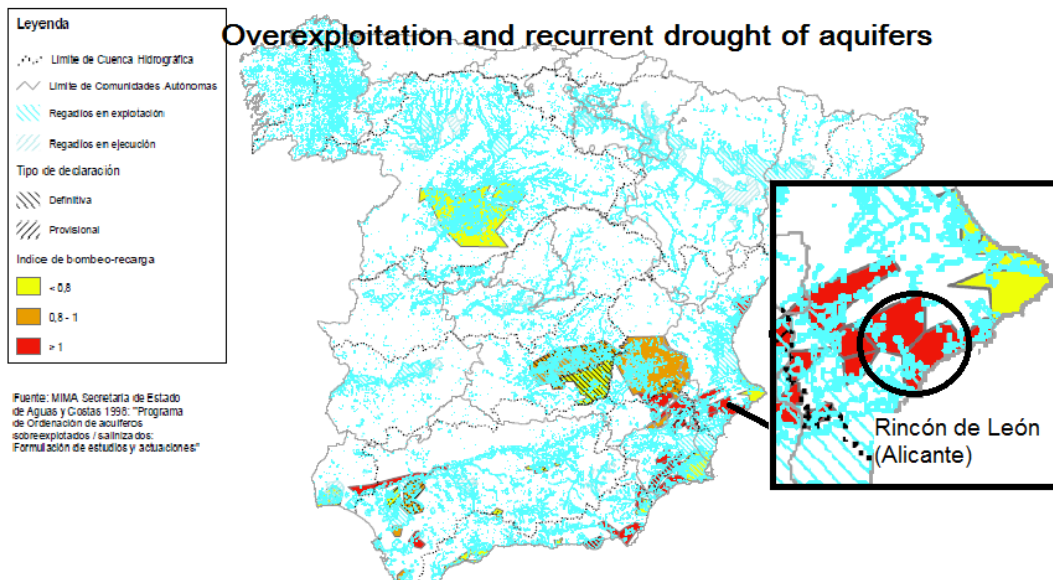 Overexploitation and recurrent drought of aquifers
Leyenda
Límite de Cuenca Hidrográfica
Límite de Comunidades Autónomas
Regadíos en explotación
Regadíos en ejecución
Tipo de declaración
Definitiva
Provisional
Indice de bombeo-recarga
< 0,8
0,8 - 1
≥ 1
Fuente: MIMA Secretaría de Estado
de Aguas y Costas 1998: "Programa
de Ordenación de acuíferos
sobreexplotados / salinizados:
Formulación de estudios y actuaciones"
Rincón de León
(Alicante)